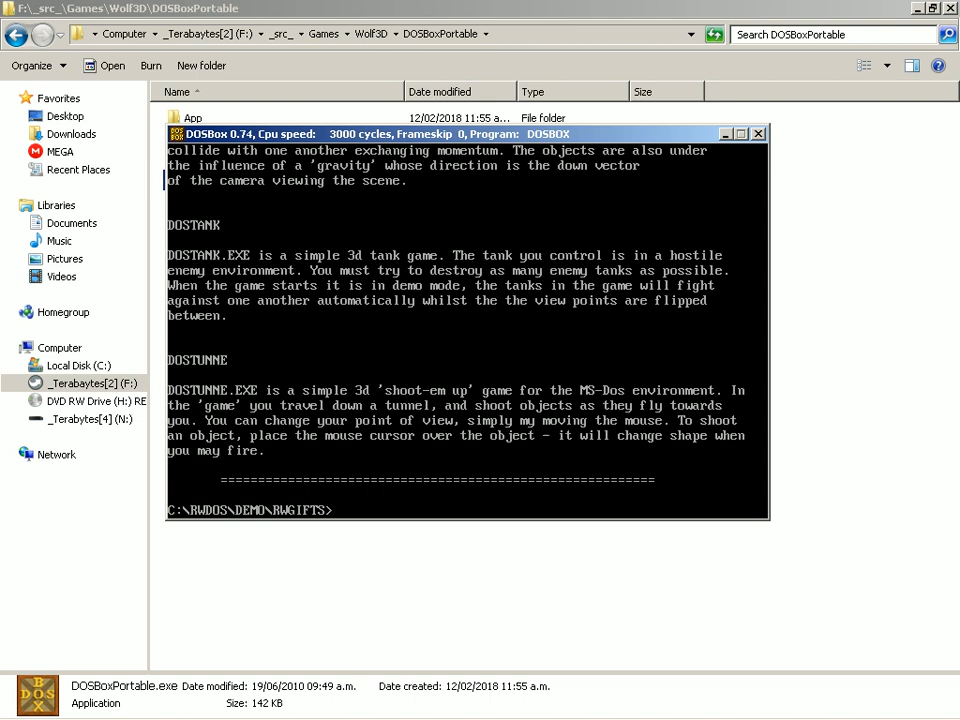 F:\_src_\Games\Wolf3D\DOSBoxPortable
Computer _Terabaytes[2] (F:) _src_ Games Wolf3D DOSBoxPortable Search DOSBoxPortable
Organize Open Burn New folder
Name Date modified Type Size
Favorites
Desktop
Downloads
MEGA
Recent Places
Libraries
Documents
Music
Pictures
Videos
Homegroup
Computer
Local Disk (C:)
_Terabaytes[2] (F:)
DVD RW Drive (H:) RE
_Terabytes[4] (N:)
Network
App 12/02/2018 11:55 a... File folder
DOSBox 0.74, Cpu speed: 3000 cycles, Frameskip 0, Program: DOSBOX
collide with one another exchanging momentum. The objects are also under
the influence of a 'gravity' whose direction is the down vector
of the camera viewing the scene.
DOSTANK
DOSTANK.EXE is a simple 3d tank game. The tank you control is in a hostile
enemy environment. You must try to destroy as many enemy tanks as possible.
When the game starts it is in demo mode, the tanks in the game will fight
against one another automatically whilst the the view points are flipped
between.
DOSTUNNE
DOSTUNNE.EXE is a simple 3d 'shoot-em up' game for the MS-Dos environment. In
the 'game' you travel down a tunnel, and shoot objects as they fly towards
you. You can change your point of view, simply my moving the mouse. To shoot
an object, place the mouse cursor over the object - it will change shape when
you may fire.
==========================================================
C:\RWDOS\DEMO\RWGIFTS>
DOSBoxPortable.exe Date modified: 19/06/2010 09:49 a.m. Date created: 12/02/2018 11:55 a.m.
Application Size: 142 KB
BOX
DOS